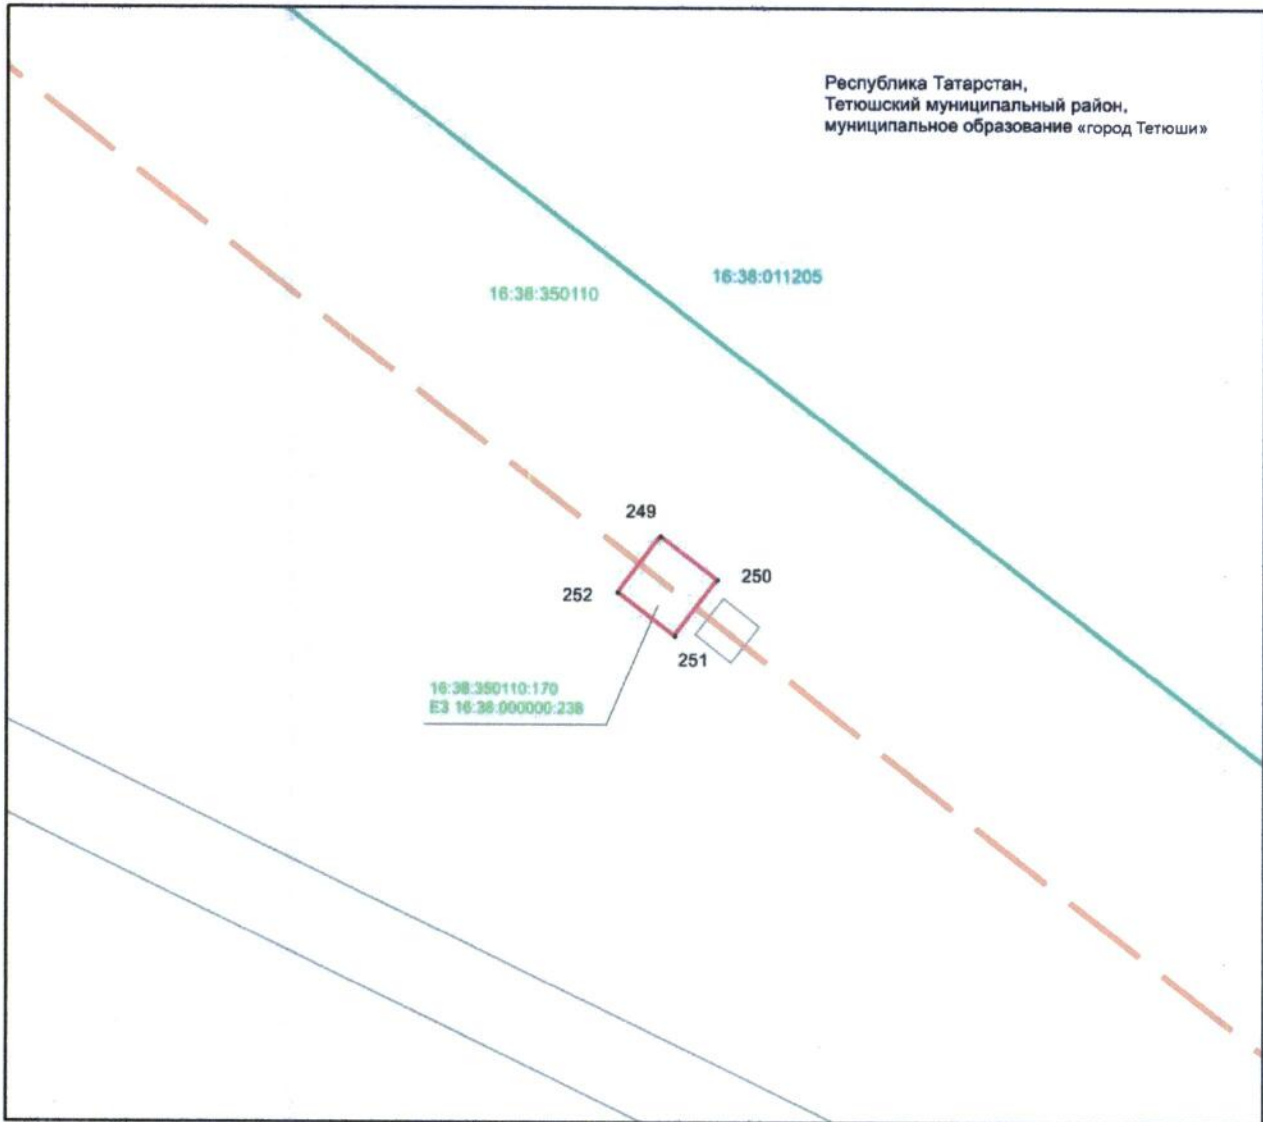 Республика Татарстан,
Тетюшский муниципальный район,
муниципальное образование «город Тетюши»
16:38:011205
16:38:350110
249
250
252
251
16:38:350110:170
ЕЗ 16:38:000000:238